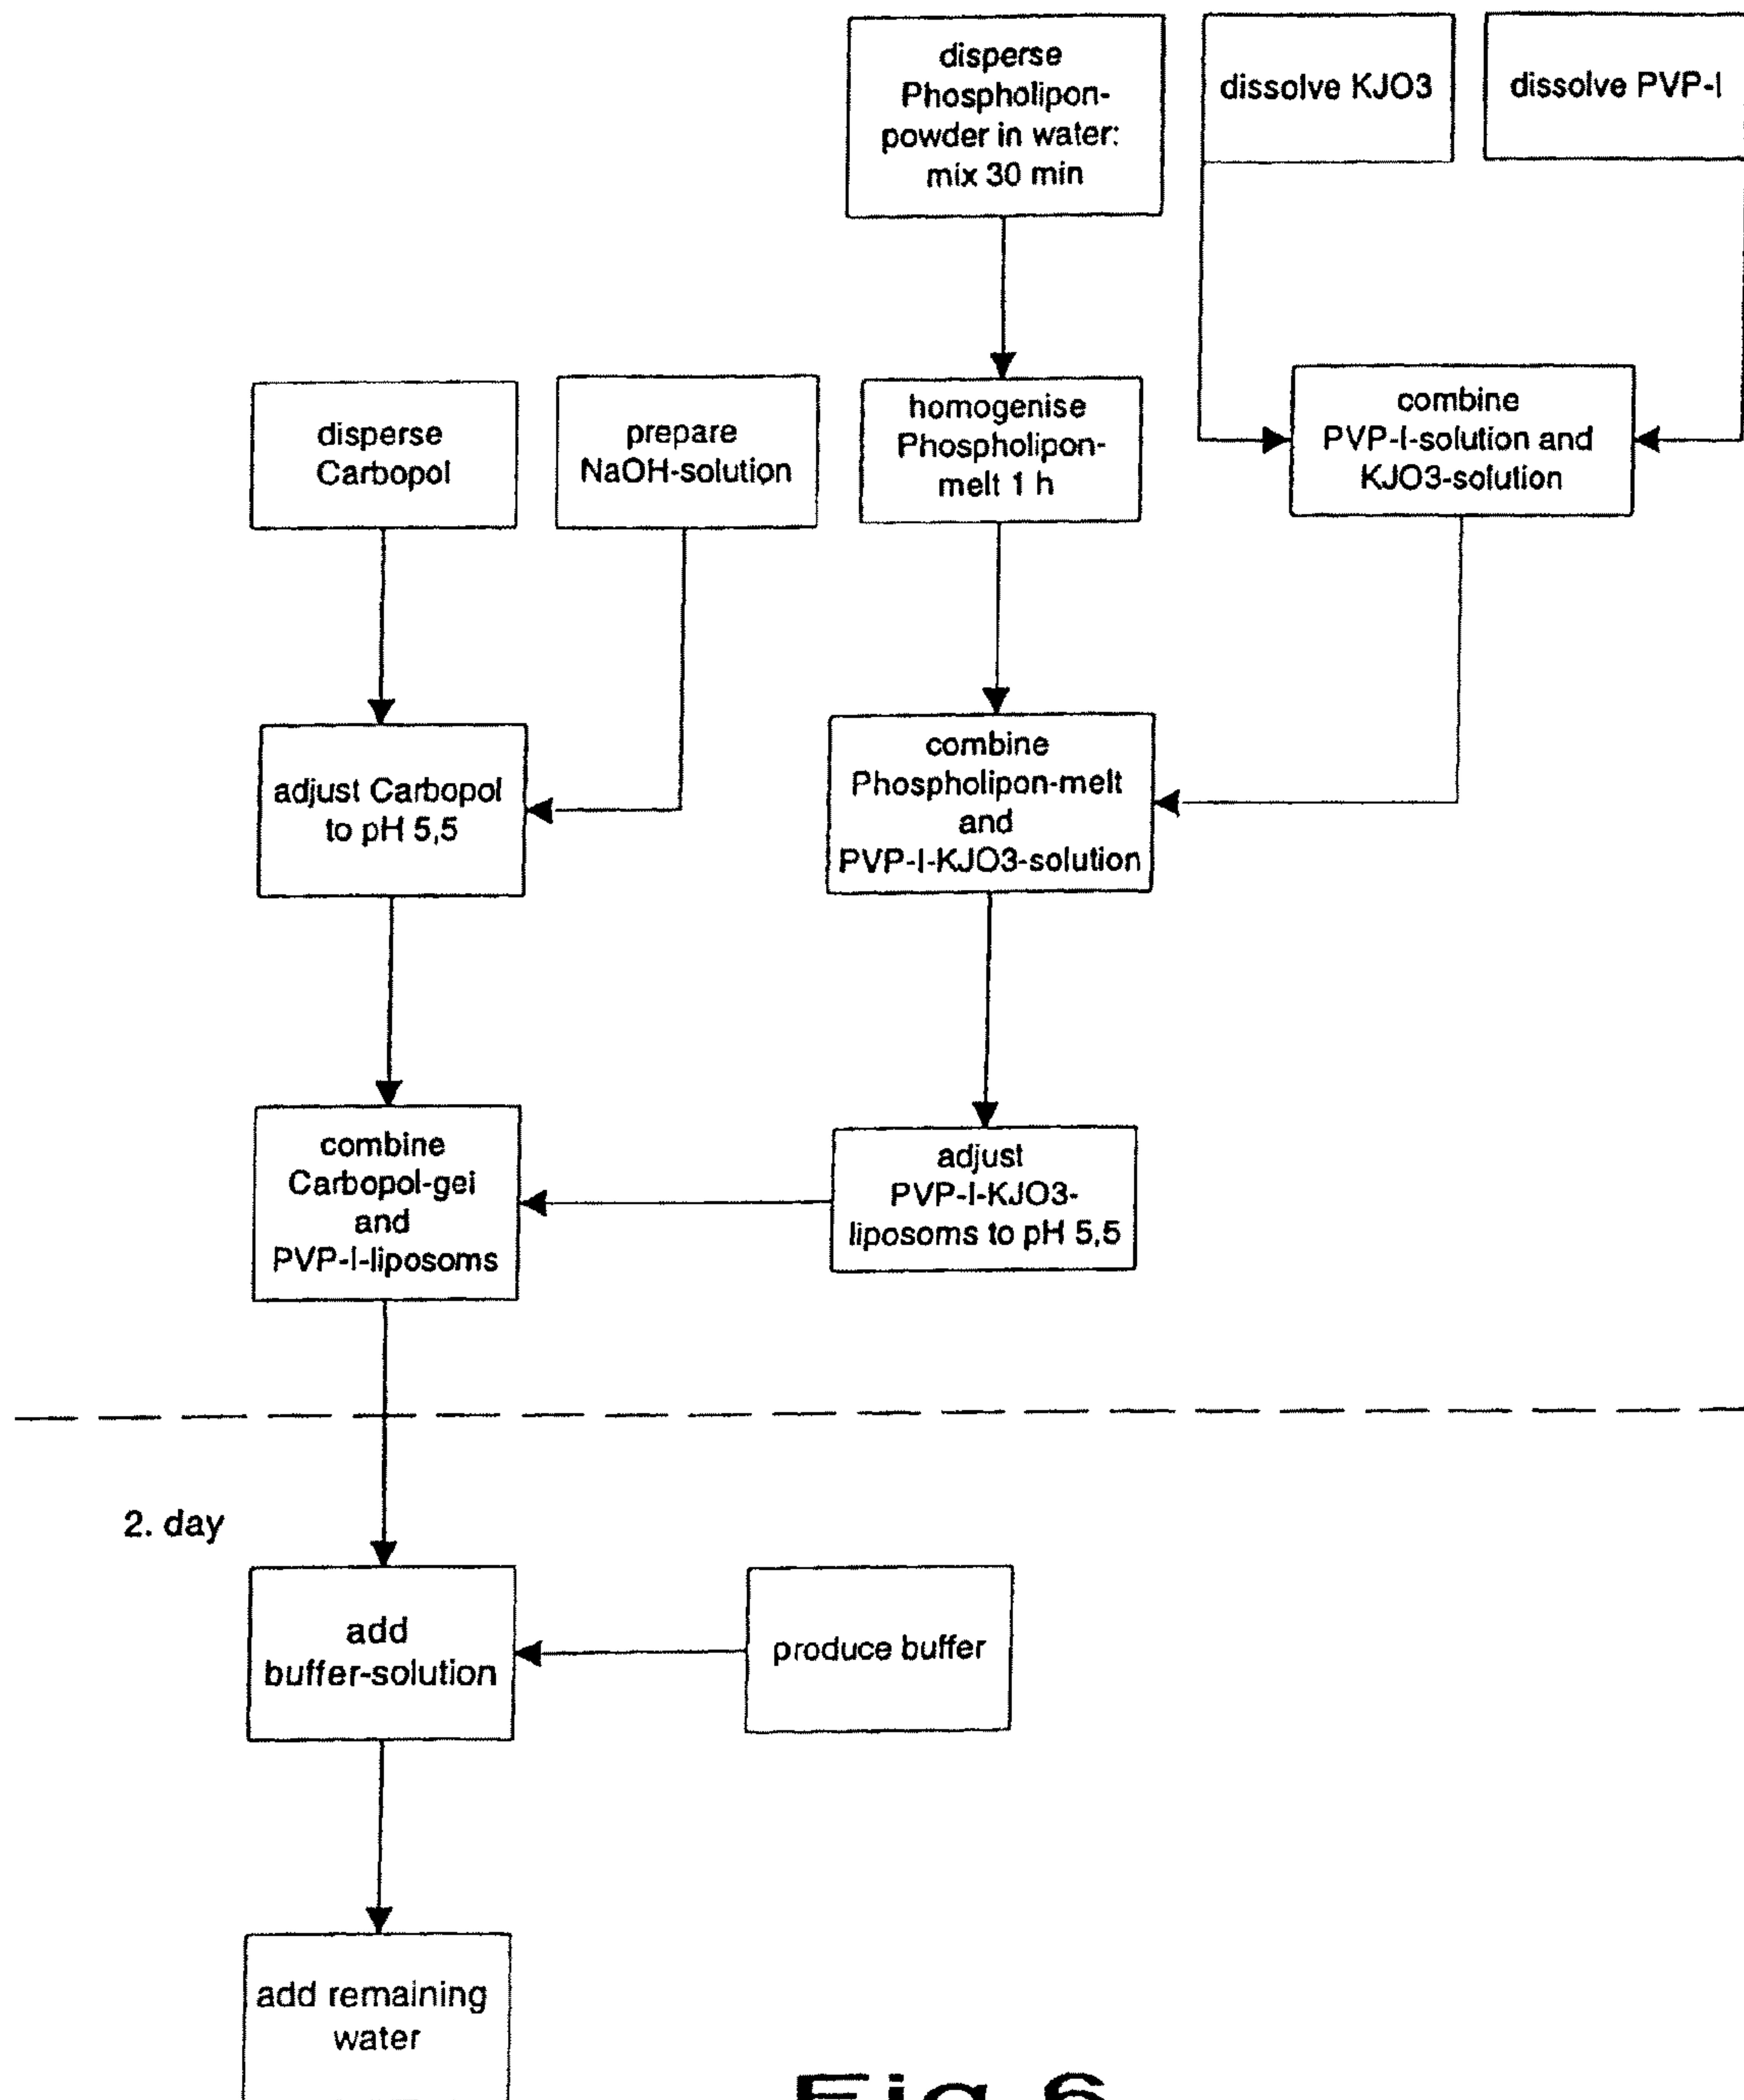 disperse
Phospholipon-
powder in water:
mix 30 min
dissolve KJO3
dissolve PVP-I
disperse
Carbopol
prepare
NaOH-solution
homogenise
Phospholipon-
melt 1 h
combine
PVP-I-solution and
KJO3-solution
adjust Carbopol
to pH 5,5
combine
Phospholipon-melt
and
PVP-I-KJO3-solution
combine
Carbopol-gel
and
PVP-I-liposoms
adjust
PVP-I-KJO3-
liposoms to pH 5,5
2. day
add
buffer-solution
produce buffer
add remaining
water
Fig 6